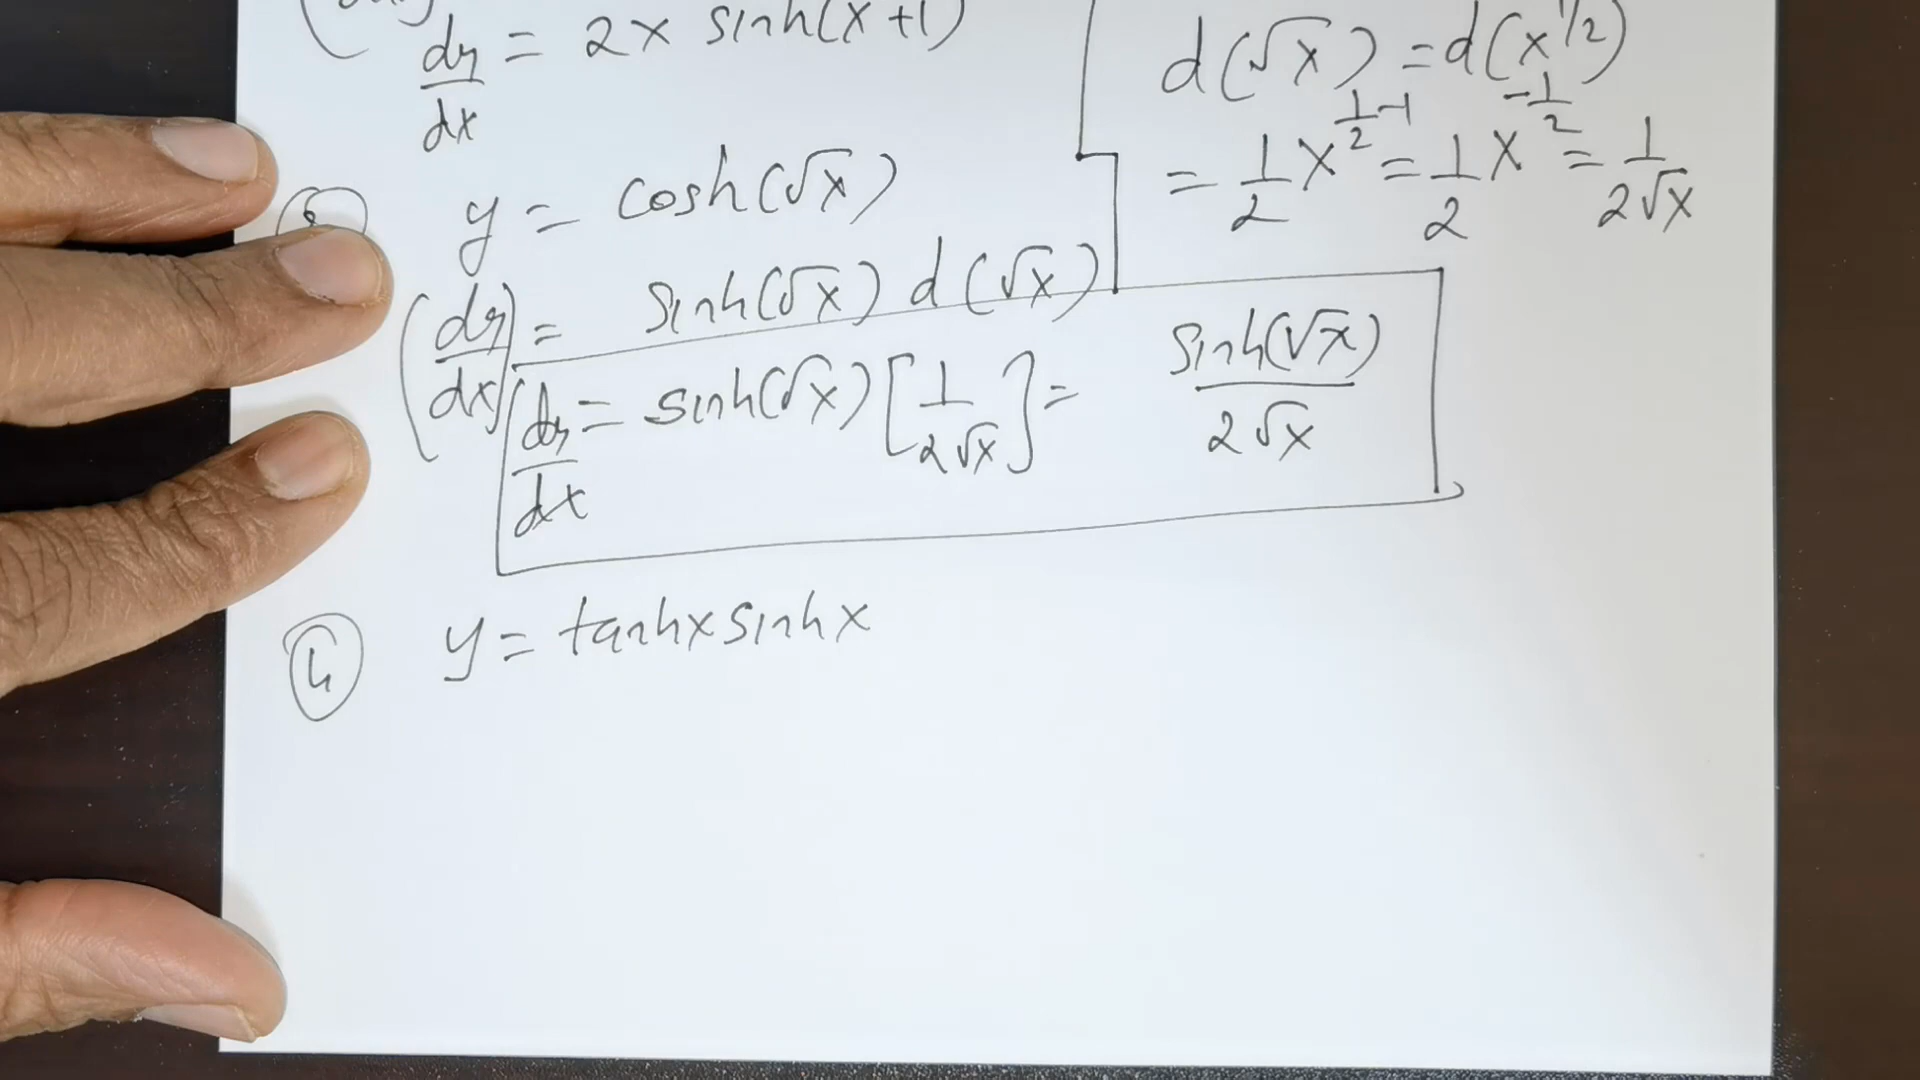 dy/dx = 2x sinh(x+1)
d(√x) = d(x^1/2)
= 1/2 x^(1/2-1) = 1/2 x^(-1/2) = 1/(2√x)
y = cosh(√x)
(dy/dx) = sinh(√x) d(√x)
dy/dx = sinh(√x) [1/(2√x)] = sinh(√x)/(2√x)
4 y = tanhx sinhx